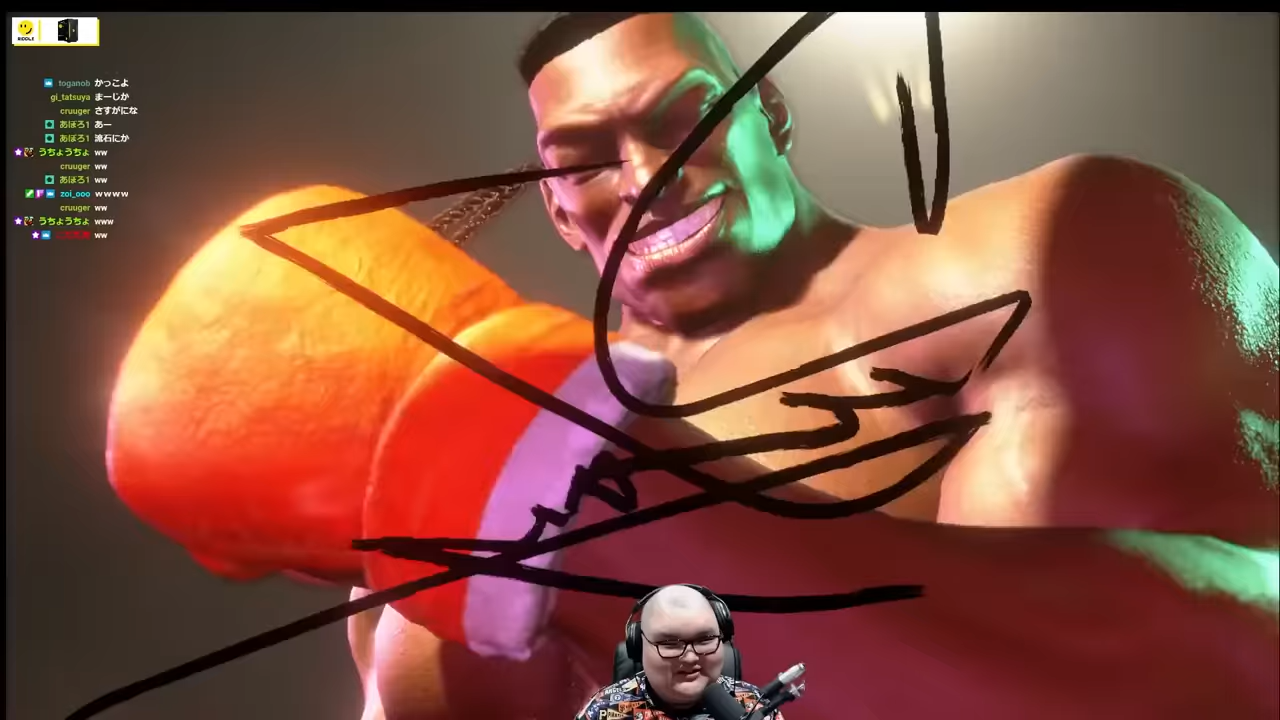 RIDDLE
toganob かっこよ
gi_tatsuya まーじか
cruuger さすがにな
あぼろ1 あー
あぼろ1 流石にか
うちょうちょ ww
cruuger ww
あぼろ1 ww
zoi_ooo ｗｗｗｗ
cruuger ww
うちょうちょ www
ww